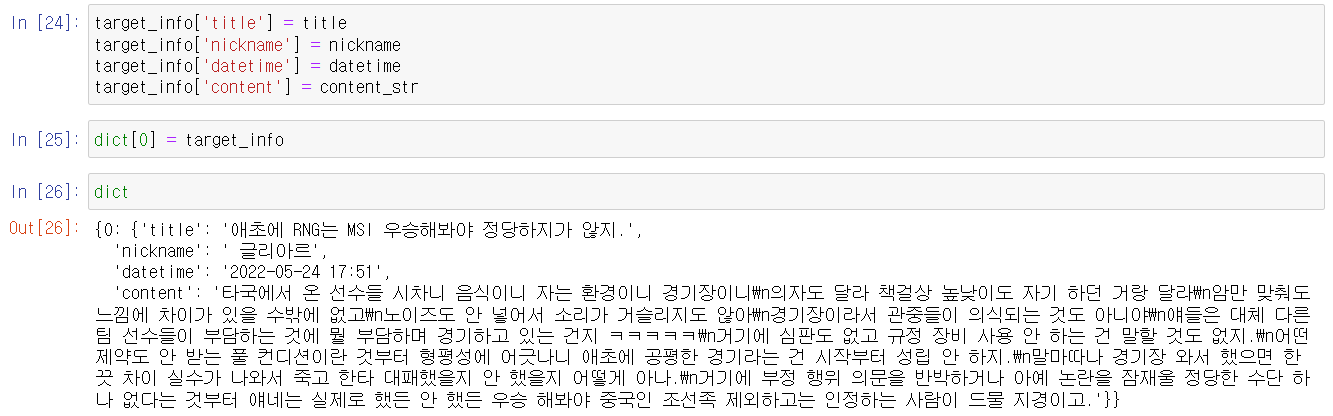 In [24]: target_info['title'] = title
target_info['nickname'] = nickname
target_info['datetime'] = datetime
target_info['content'] = content_str
In [25]: dict[0] = target_info
In [26]: dict
Out[26]: {0: {'title': '애초에 RNG는 MSI 우승해봐야 정당하지가 않지.',
'nickname': ' 글리아르',
'datetime': '2022-05-24 17:51',
'content': '타국에서 온 선수들 시차니 음식이니 자는 환경이니 경기장이니₩n의자도 달라 책걸상 높낮이도 자기 하던 거랑 달라₩n암만 맞춰도
느낌에 차이가 있을 수밖에 없고₩n노이즈도 안 넣어서 소리가 거슬리지도 않아₩n경기장이라서 관중들이 의식되는 것도 아니야₩n얘들은 대체 다른
팀 선수들이 부담하는 것에 뭘 부담하며 경기하고 있는 건지 ㅋㅋㅋㅋㅋ₩n거기에 심판도 없고 규정 장비 사용 안 하는 건 말할 것도 없지.₩n어떤
제약도 안 받는 풀 컨디션이란 것부터 형평성에 어긋나니 애초에 공평한 경기라는 건 시작부터 성립 안 하지.₩n말마따나 경기장 와서 했으면 한
끗 차이 실수가 나와서 죽고 한타 대패했을지 안 했을지 어떻게 아나.₩n거기에 부정 행위 의문을 반박하거나 아예 논란을 잠재울 정당한 수단 하
나 없다는 것부터 얘네는 실제로 했든 안 했든 우승 해봐야 중국인 조선족 제외하고는 인정하는 사람이 드물 지경이고.'}}